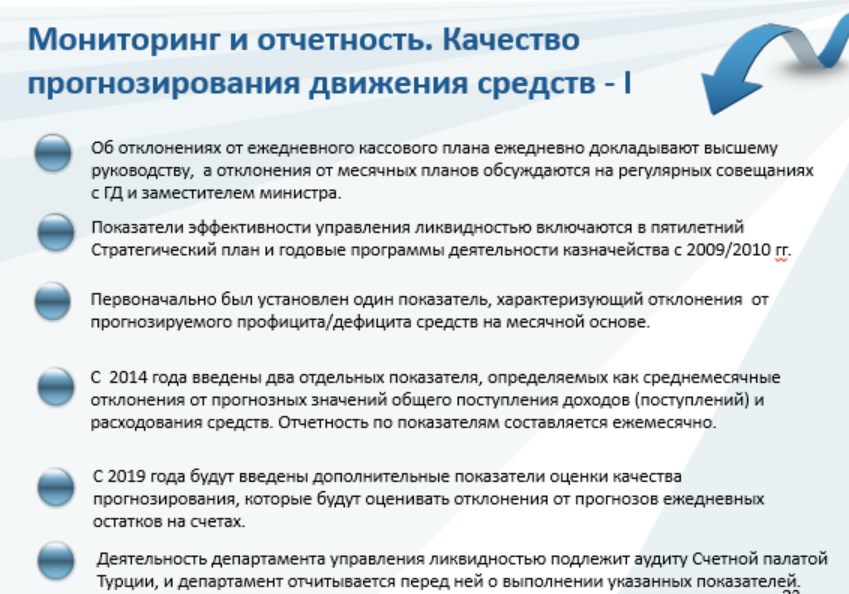 Мониторинг и отчетность. Качество
прогнозирования движения средств - I
Об отклонениях от ежедневного кассового плана ежедневно докладывают высшему
руководству, а отклонения от месячных планов обсуждаются на регулярных совещаниях
с ГД и заместителем министра.
Показатели эффективности управления ликвидностью включаются в пятилетний
Стратегический план и годовые программы деятельности казначейства с 2009/2010 гг.
Первоначально был установлен один показатель, характеризующий отклонения от
прогнозируемого профицита/дефицита средств на месячной основе.
С 2014 года введены два отдельных показателя, определяемых как среднемесячные
отклонения от прогнозных значений общего поступления доходов (поступлений) и
расходования средств. Отчетность по показателям составляется ежемесячно.
С 2019 года будут введены дополнительные показатели оценки качества
прогнозирования, которые будут оценивать отклонения от прогнозов ежедневных
остатков на счетах.
Деятельность департамента управления ликвидностью подлежит аудиту Счетной палатой
Турции, и департамент отчитывается перед ней о выполнении указанных показателей.